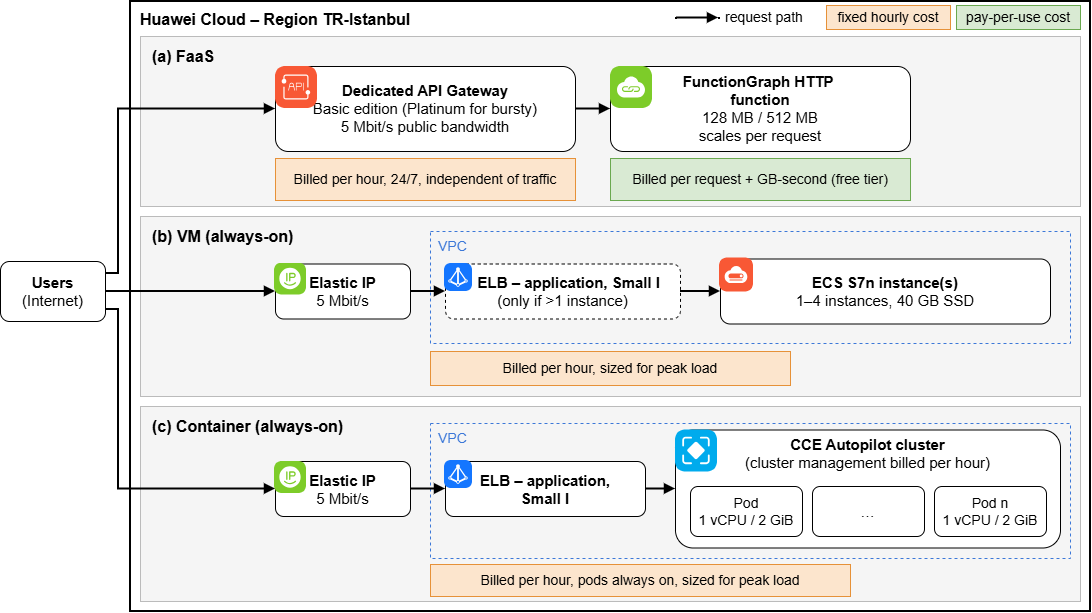 Huawei Cloud – Region TR-Istanbul
request path
fixed hourly cost
pay-per-use cost
(a) FaaS
API
Dedicated API Gateway
Basic edition (Platinum for bursty)
5 Mbit/s public bandwidth
FunctionGraph HTTP
function
128 MB / 512 MB
scales per request
Billed per hour, 24/7, independent of traffic
Billed per request + GB-second (free tier)
(b) VM (always-on)
VPC
Users
(Internet)
IP
Elastic IP
5 Mbit/s
ELB – application, Small I
(only if >1 instance)
ECS S7n instance(s)
1–4 instances, 40 GB SSD
Billed per hour, sized for peak load
(c) Container (always-on)
VPC
IP
Elastic IP
5 Mbit/s
ELB – application,
Small I
CCE Autopilot cluster
(cluster management billed per hour)
Pod
1 vCPU / 2 GiB
...
Pod n
1 vCPU / 2 GiB
Billed per hour, pods always on, sized for peak load